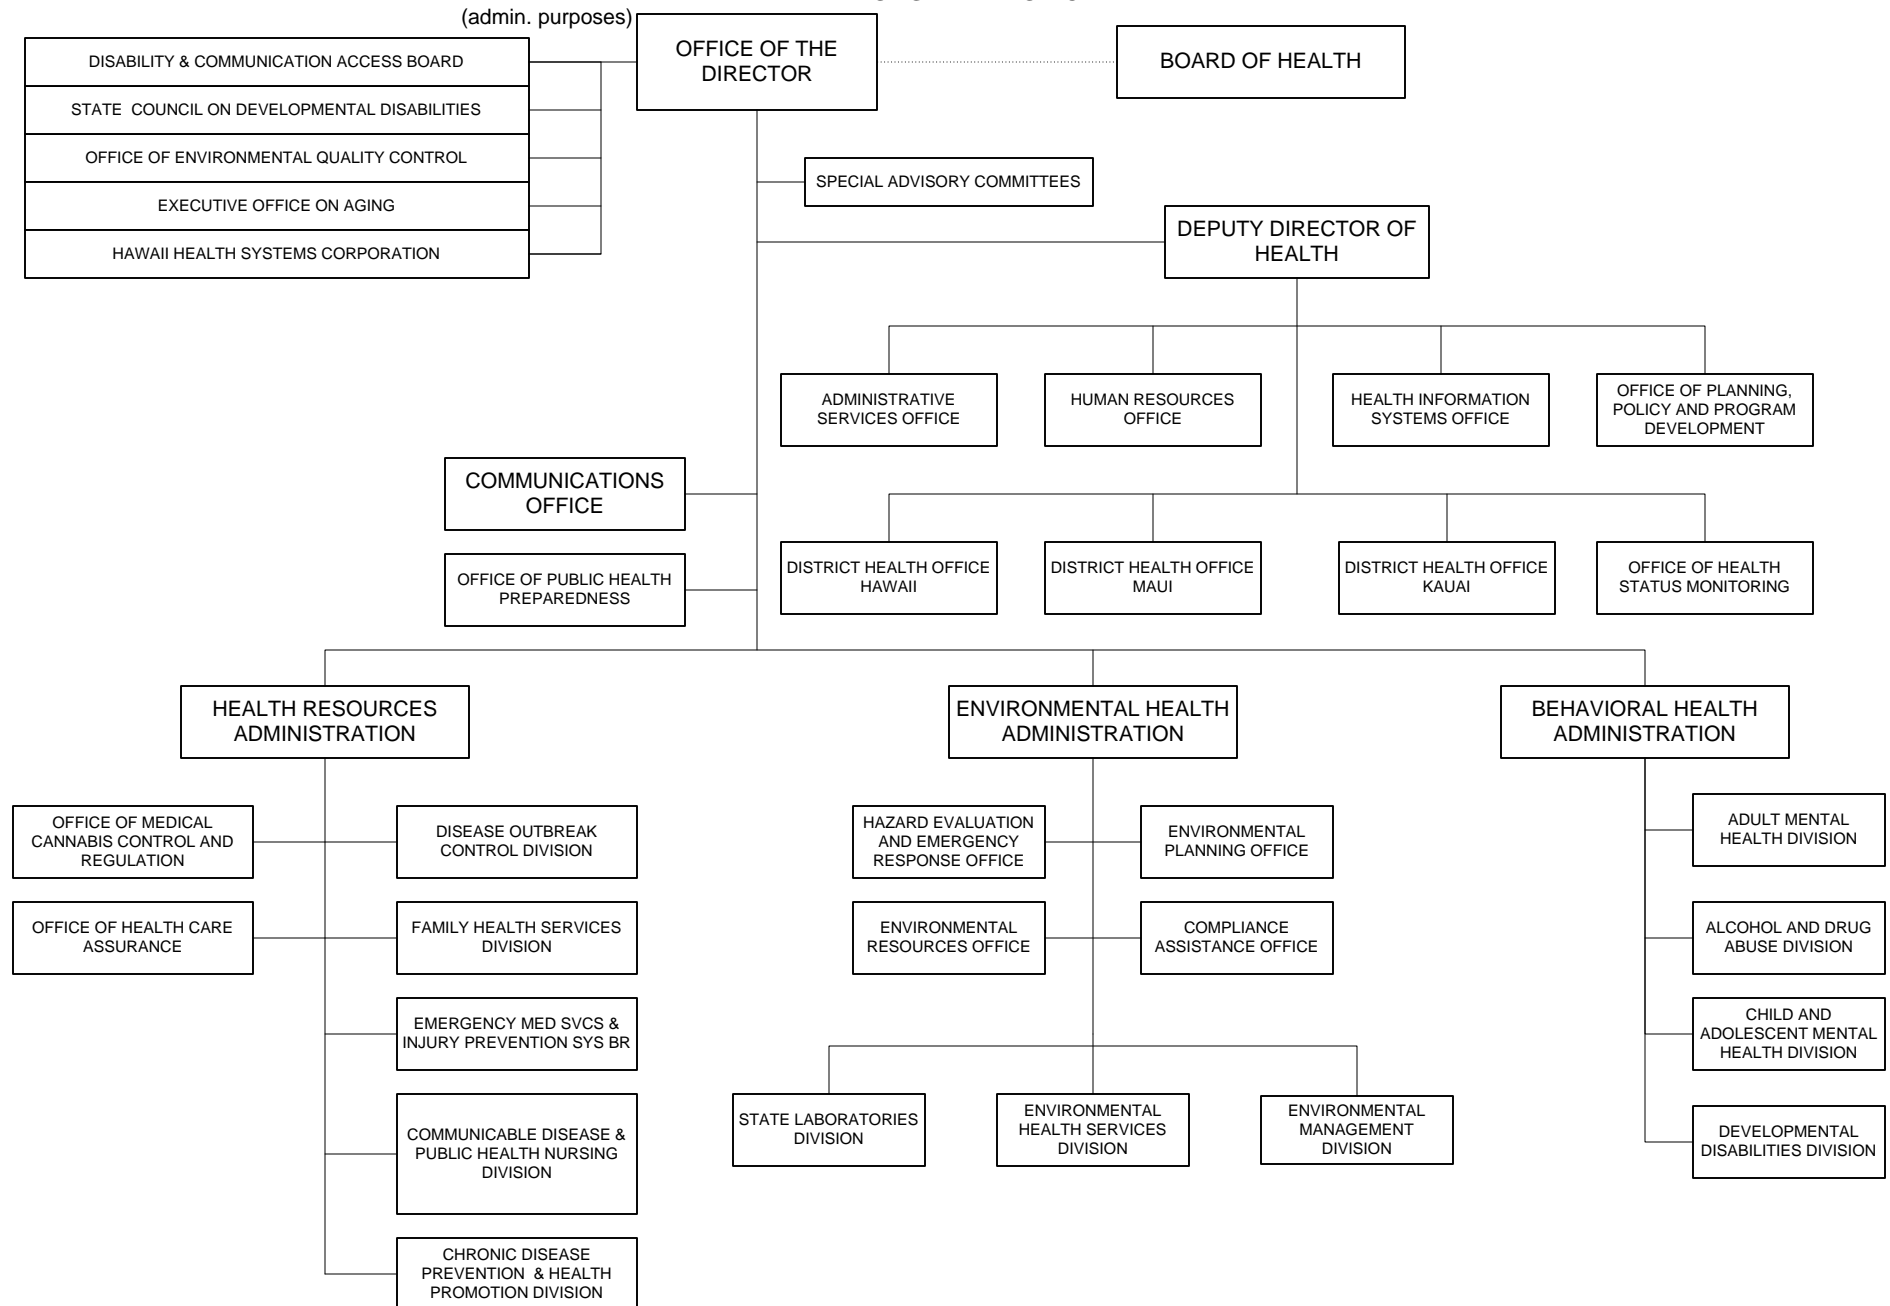 (admin. purposes)
DISABILITY & COMMUNICATION ACCESS BOARD
STATE COUNCIL ON DEVELOPMENTAL DISABILITIES
OFFICE OF ENVIRONMENTAL QUALITY CONTROL
EXECUTIVE OFFICE ON AGING
HAWAII HEALTH SYSTEMS CORPORATION
OFFICE OF THE
DIRECTOR
BOARD OF HEALTH
SPECIAL ADVISORY COMMITTEES
DEPUTY DIRECTOR OF
HEALTH
ADMINISTRATIVE
SERVICES OFFICE
HUMAN RESOURCES
OFFICE
HEALTH INFORMATION
SYSTEMS OFFICE
OFFICE OF PLANNING,
POLICY AND PROGRAM
DEVELOPMENT
COMMUNICATIONS
OFFICE
OFFICE OF PUBLIC HEALTH
PREPAREDNESS
DISTRICT HEALTH OFFICE
HAWAII
DISTRICT HEALTH OFFICE
MAUI
DISTRICT HEALTH OFFICE
KAUAI
OFFICE OF HEALTH
STATUS MONITORING
HEALTH RESOURCES
ADMINISTRATION
OFFICE OF MEDICAL
CANNABIS CONTROL AND
REGULATION
DISEASE OUTBREAK
CONTROL DIVISION
OFFICE OF HEALTH CARE
ASSURANCE
FAMILY HEALTH SERVICES
DIVISION
EMERGENCY MED SVCS &
INJURY PREVENTION SYS BR
COMMUNICABLE DISEASE &
PUBLIC HEALTH NURSING
DIVISION
CHRONIC DISEASE
PREVENTION & HEALTH
PROMOTION DIVISION
ENVIRONMENTAL HEALTH
ADMINISTRATION
HAZARD EVALUATION
AND EMERGENCY
RESPONSE OFFICE
ENVIRONMENTAL
PLANNING OFFICE
ENVIRONMENTAL
RESOURCES OFFICE
COMPLIANCE
ASSISTANCE OFFICE
STATE LABORATORIES
DIVISION
ENVIRONMENTAL
HEALTH SERVICES
DIVISION
ENVIRONMENTAL
MANAGEMENT
DIVISION
BEHAVIORAL HEALTH
ADMINISTRATION
ADULT MENTAL
HEALTH DIVISION
ALCOHOL AND DRUG
ABUSE DIVISION
CHILD AND
ADOLESCENT MENTAL
HEALTH DIVISION
DEVELOPMENTAL
DISABILITIES DIVISION